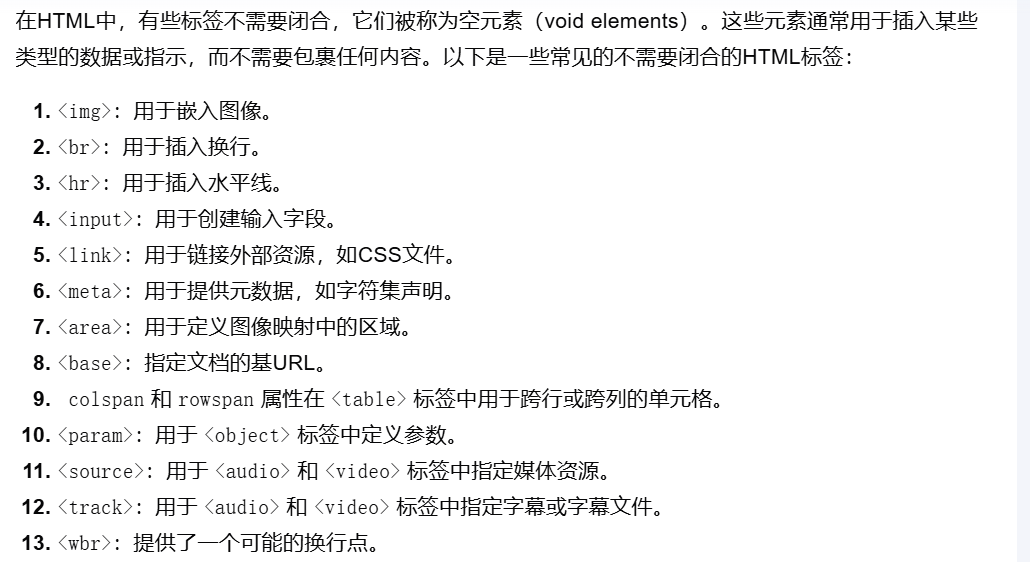 在HTML中，有些标签不需要闭合，它们被称为空元素（void elements）。这些元素通常用于插入某些
类型的数据或指示，而不需要包裹任何内容。以下是一些常见的不需要闭合的HTML标签：
1. <img>：用于嵌入图像。
2. <br>：用于插入换行。
3. <hr>：用于插入水平线。
4. <input>：用于创建输入字段。
5. <link>：用于链接外部资源，如CSS文件。
6. <meta>：用于提供元数据，如字符集声明。
7. <area>：用于定义图像映射中的区域。
8. <base>：指定文档的基URL。
9. colspan 和 rowspan 属性在 <table> 标签中用于跨行或跨列的单元格。
10. <param>：用于 <object> 标签中定义参数。
11. <source>：用于 <audio> 和 <video> 标签中指定媒体资源。
12. <track>：用于 <audio> 和 <video> 标签中指定字幕或字幕文件。
13. <wbr>：提供了一个可能的换行点。